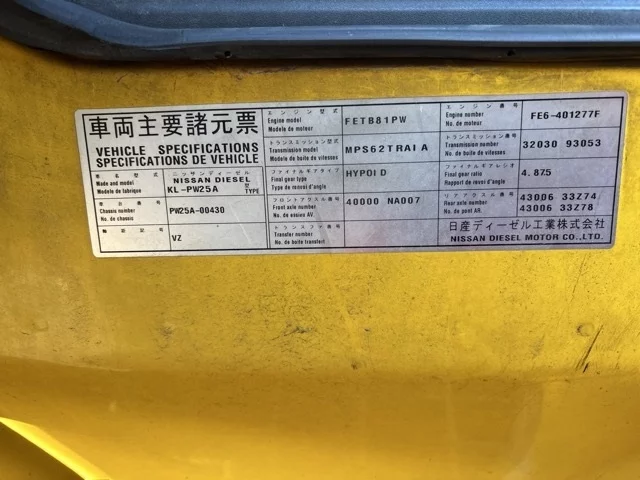 車両主要諸元票
VEHICLE SPECIFICATIONS
SPECIFICATIONS DE VEHICLE
車名型式 ニッサンディーゼル
Made and model NISSAN DIESEL 型
Modele de fabrique KL-PW25A TYPE
車台番号
Chassis number PW25A-00430
No. de chassis
VZ
エンジン型式
Engine model FETB81PW
Modele de moteur
トランスミッション型式
Transmission model MPS62TRAI A
Modele de boite de vitesses
ファイナルギアタイプ
Final gear type HYPOI D
Type de renvoi d'angle
フロントアクスル番号
Front axle number 40000 NA007
No. de essieu AV.
トランスファ番号
Transfer number
No. de boite transfert
エンジン番号
Engine number FE6-401277F
No. de moteur
トランスミッション番号
Transmission number 32030 93053
No. de boite de vitesses
ファイナルギアレシオ
Final gear ratio 4.875
Rapport de renvoi d'angle
リアアクスル番号 43006 33Z74
Rear axle number
No. de pont AR. 43006 33Z78
日産ディーゼル工業株式会社
NISSAN DIESEL MOTOR CO.,LTD.